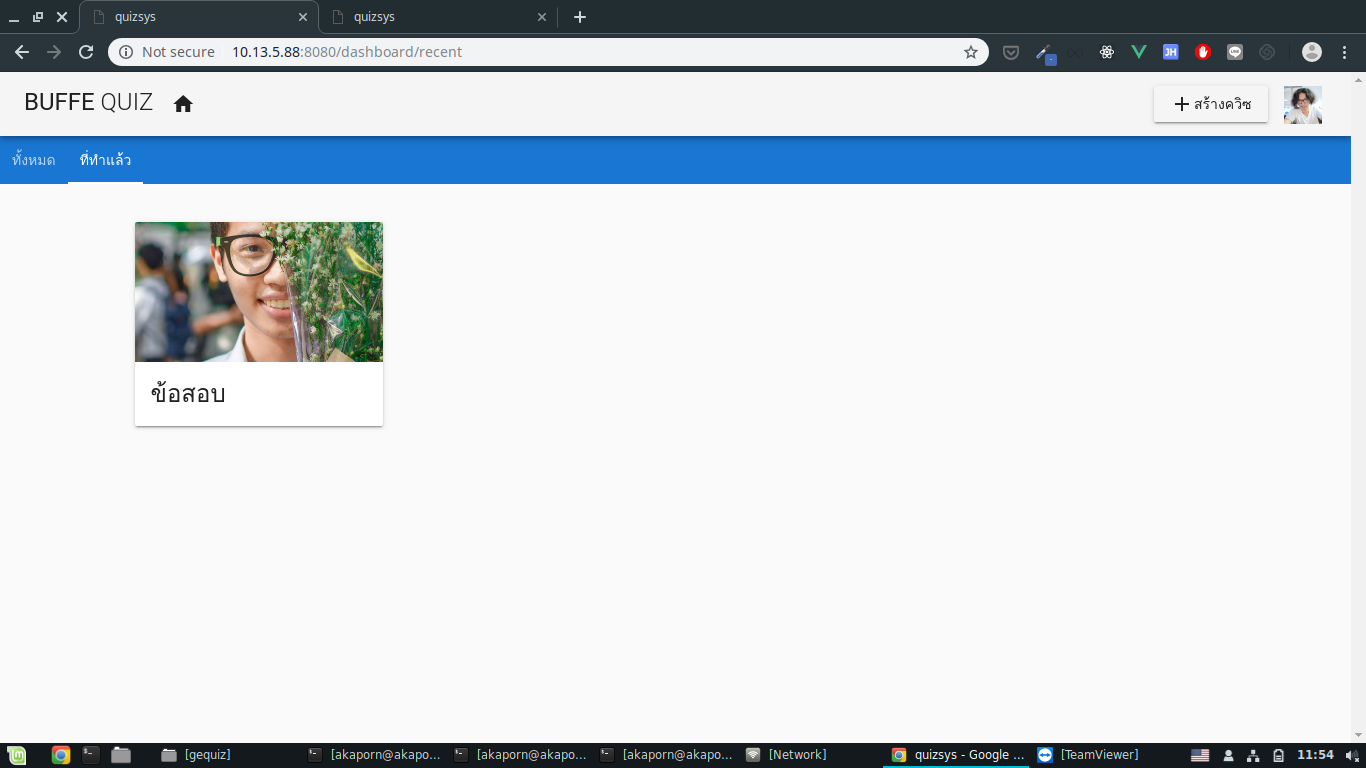 quizsys
quizsys
Not secure 10.13.5.88:8080/dashboard/recent
BUFFE QUIZ
สร้างควิซ
ทั้งหมด ที่ทำแล้ว
ข้อสอบ
[gequiz] [akaporn@akapo... [akaporn@akapo... [akaporn@akapo... [Network] quizsys - Google ... [TeamViewer] 11:54